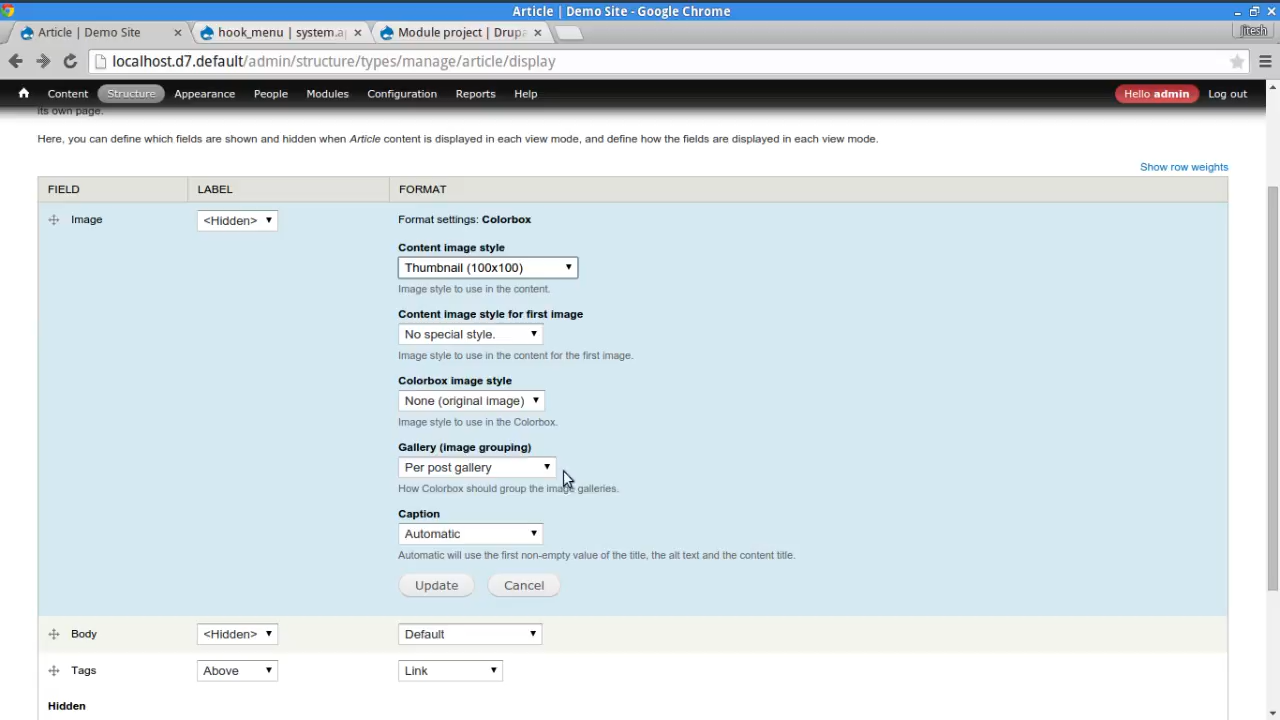 Article | Demo Site - Google Chrome
jitesh
Article | Demo Site
hook_menu | system.a
Module project | Drupa
localhost.d7.default/admin/structure/types/manage/article/display
Content Structure Appearance People Modules Configuration Reports Help Hello admin Log out
its own page.
Here, you can define which fields are shown and hidden when Article content is displayed in each view mode, and define how the fields are displayed in each view mode.
Show row weights
FIELD LABEL FORMAT
Image <Hidden> Format settings: Colorbox
Content image style
Thumbnail (100x100)
Image style to use in the content.
Content image style for first image
No special style.
Image style to use in the content for the first image.
Colorbox image style
None (original image)
Image style to use in the Colorbox.
Gallery (image grouping)
Per post gallery
How Colorbox should group the image galleries.
Caption
Automatic
Automatic will use the first non-empty value of the title, the alt text and the content title.
Update Cancel
Body <Hidden> Default
Tags Above Link
Hidden